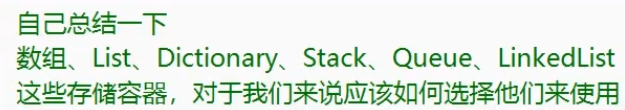 自己总结一下
数组、List、Dictionary、Stack、Queue、LinkedList
这些存储容器，对于我们来说应该如何选择他们来使用